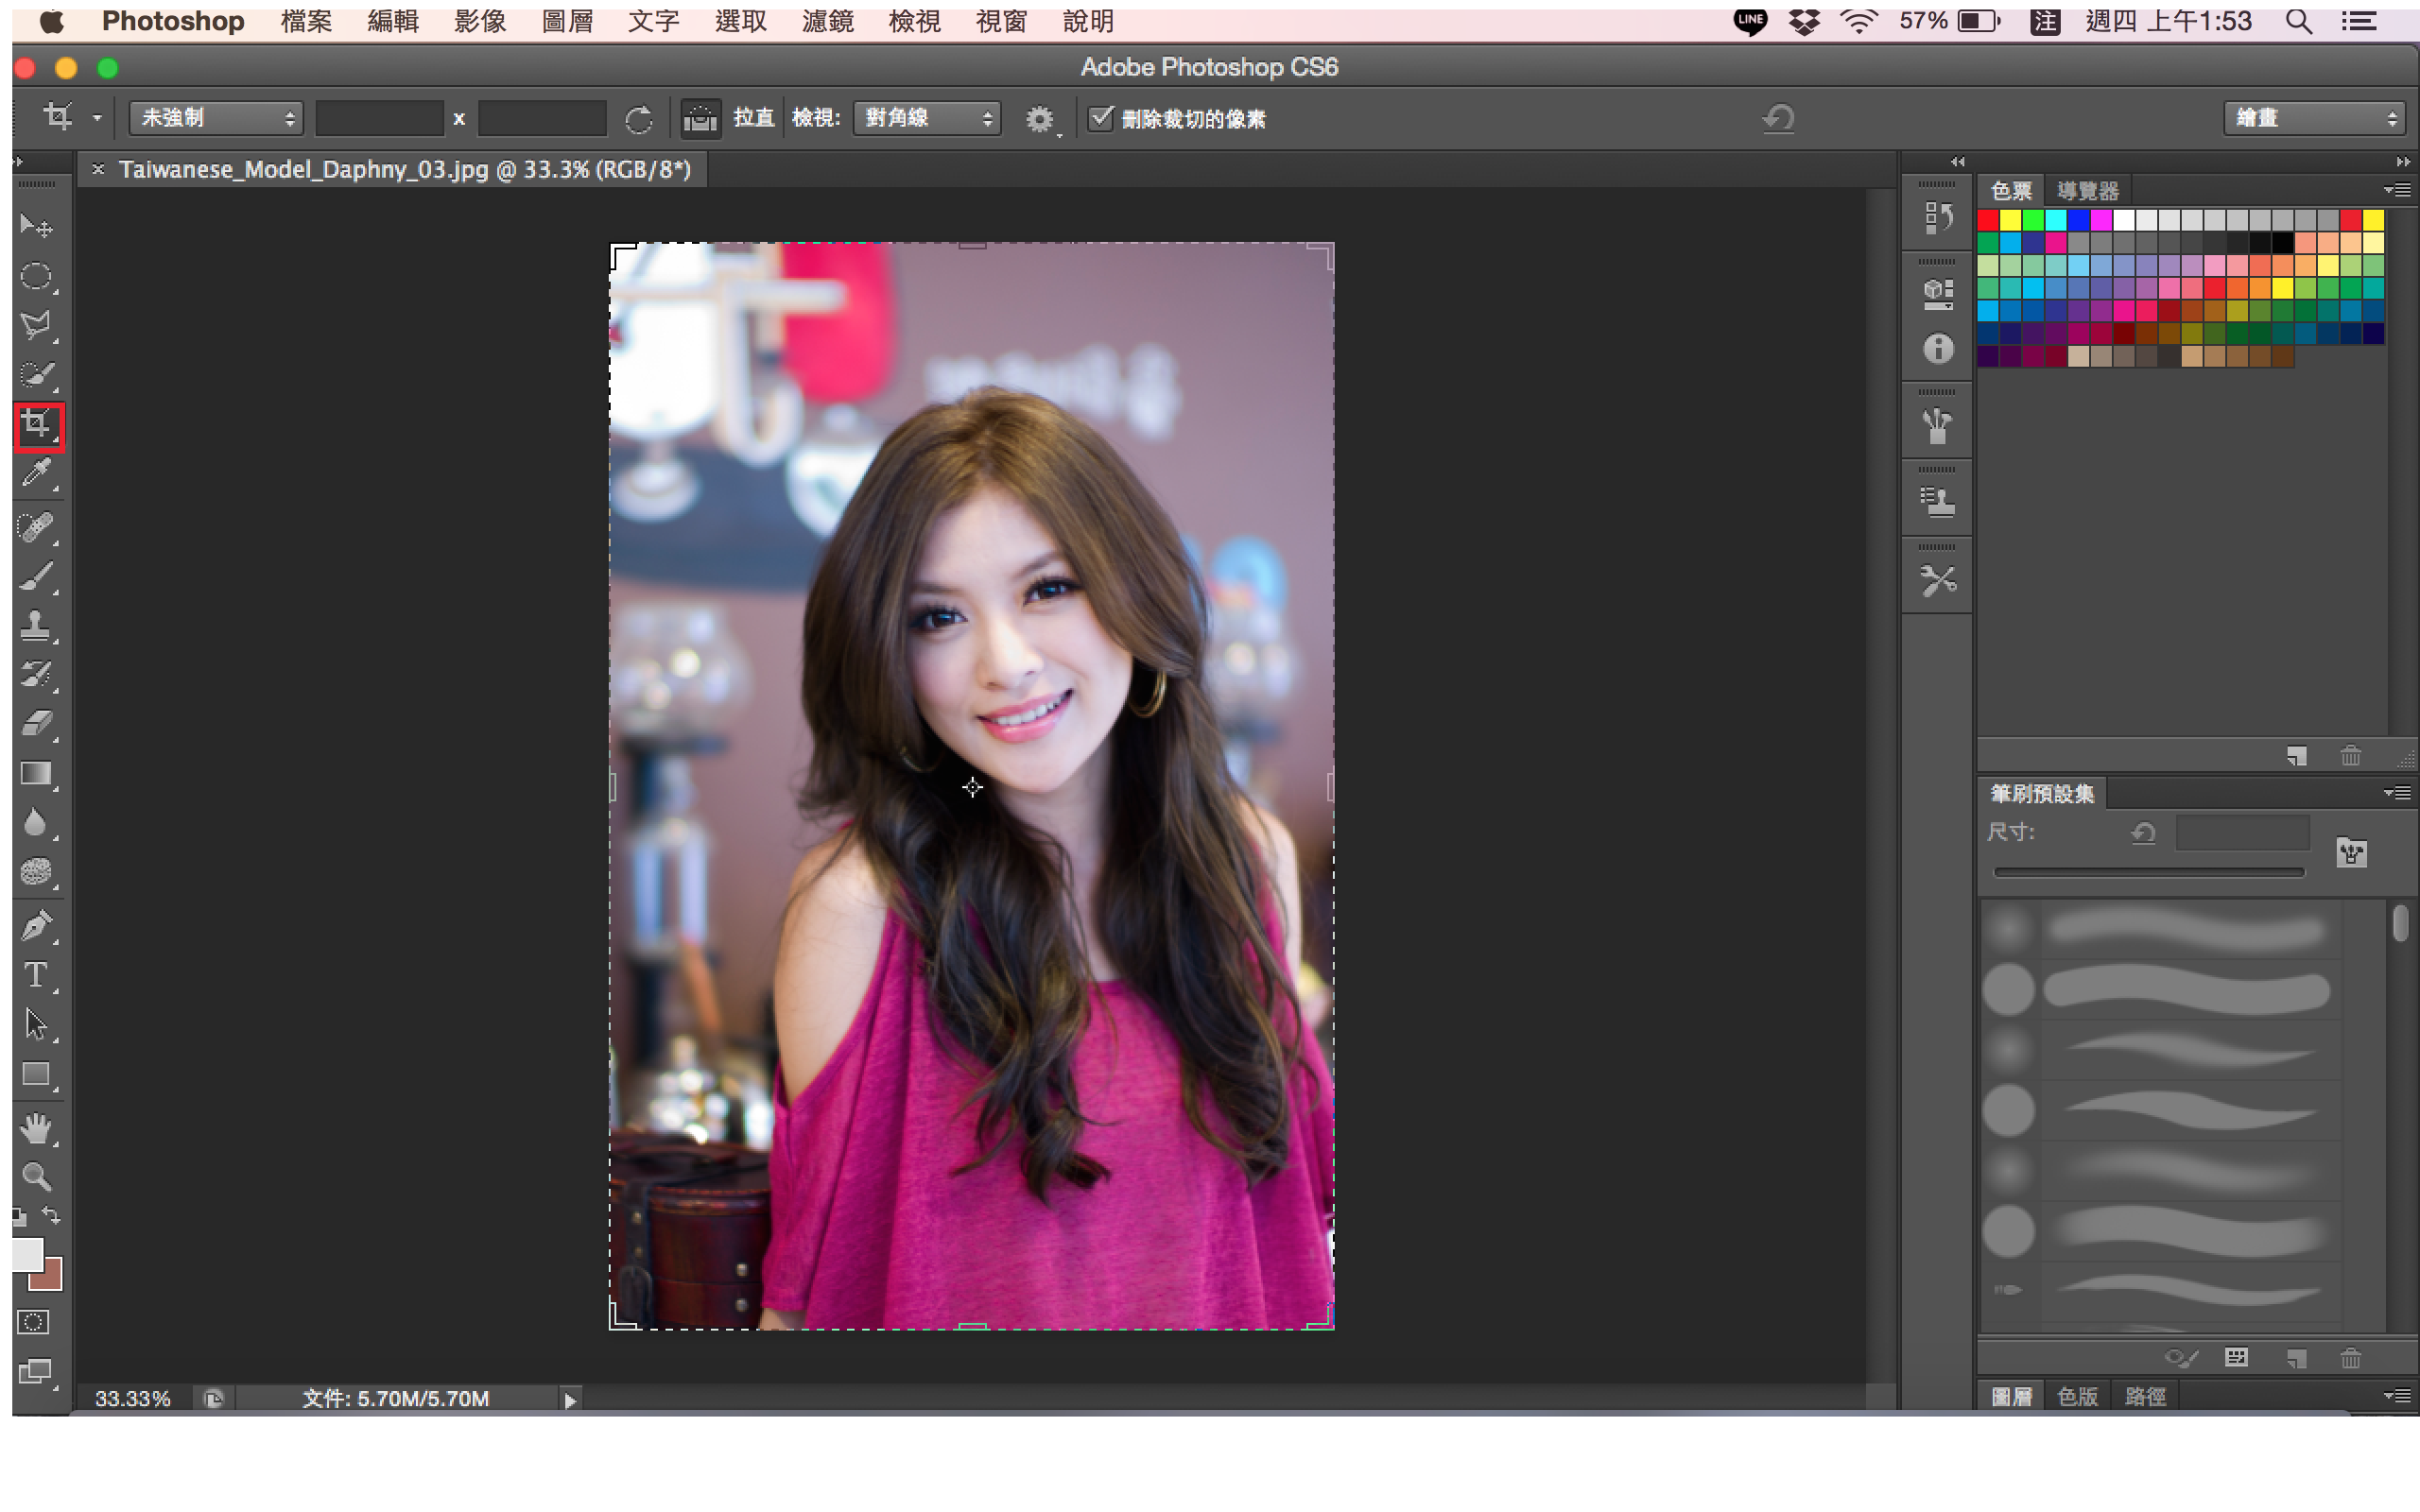 Photoshop 檔案 編輯 影像 圖層 文字 選取 濾鏡 檢視 視窗 說明 LINE 57% 注 週四 上午1:53
Adobe Photoshop CS6
未強制 x 拉直 檢視: 對角線 刪除裁切的像素 繪畫
× Taiwanese_Model_Daphny_03.jpg @ 33.3% (RGB/8*)
色票 導覽器
筆刷預設集
尺寸:
33.33% 文件: 5.70M/5.70M
圖層 色版 路徑